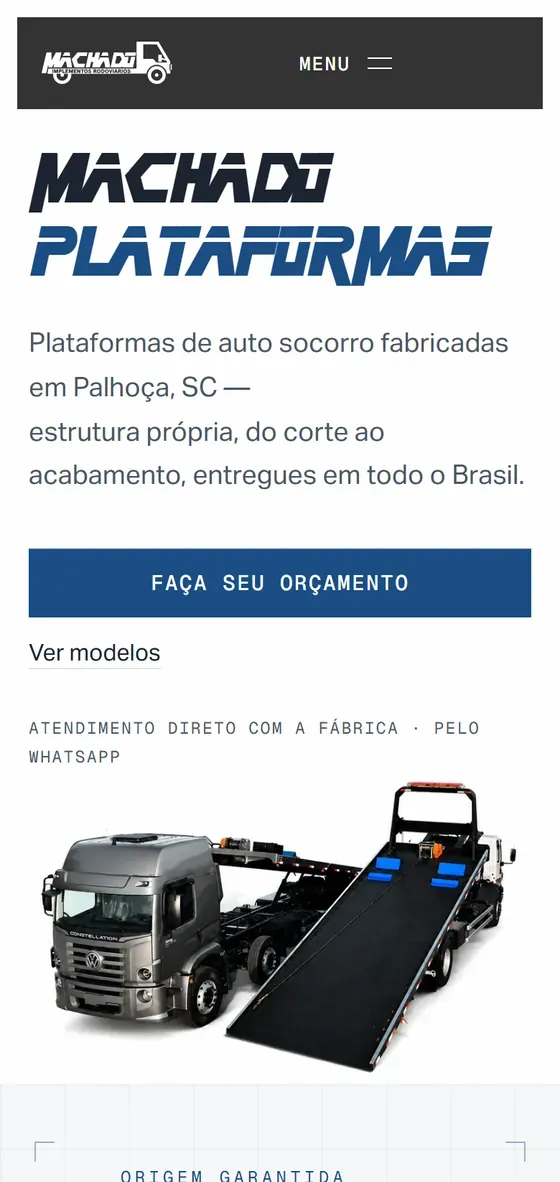 MACHADO
IMPLEMENTOS RODOVIÁRIOS
MENU
MACHADO
PLATAFORMAS
Plataformas de auto socorro fabricadas
em Palhoça, SC —
estrutura própria, do corte ao
acabamento, entregues em todo o Brasil.
FAÇA SEU ORÇAMENTO
Ver modelos
ATENDIMENTO DIRETO COM A FÁBRICA · PELO
WHATSAPP
CONSTELLATION
ORIGEM GARANTIDA